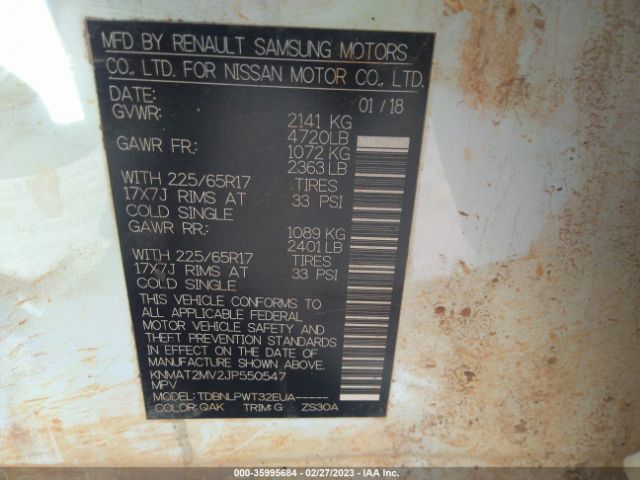 MFD BY RENAULT SAMSUNG MOTORS
CO., LTD. FOR NISSAN MOTOR CO., LTD.
DATE: 01 / 18
GVWR: 2141 KG
4720LB
GAWR FR: 1072 KG
2363 LB
WITH 225/65R17 TIRES
17X7J RIMS AT 33 PSI
COLD SINGLE
GAWR RR: 1089 KG
2401 LB
WITH 225/65R17 TIRES
17X7J RIMS AT 33 PSI
COLD SINGLE
THIS VEHICLE CONFORMS TO
ALL APPLICABLE FEDERAL
MOTOR VEHICLE SAFETY AND
THEFT PREVENTION STANDARDS
IN EFFECT ON THE DATE OF
MANUFACTURE SHOWN ABOVE.
KNMAT2MV2JP550547
MPV
MODEL: TDBNLPWT32EUA-----
COLOR: QAK TRIM: G ZS30A
000-35995684 / 02/27/2023 - IAA Inc.